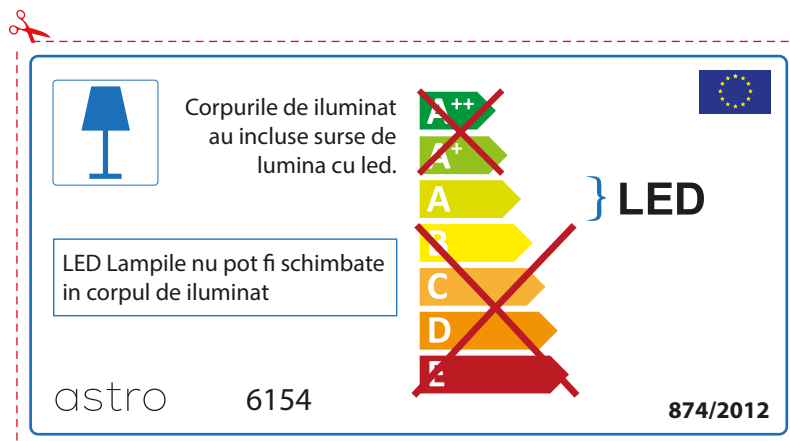 Corpurile de iluminat
au incluse surse de
lumina cu led.
LED Lampile nu pot fi schimbate
in corpul de iluminat
A++
A+
A
B
C
D
E
LED
astro
6154
874/2012